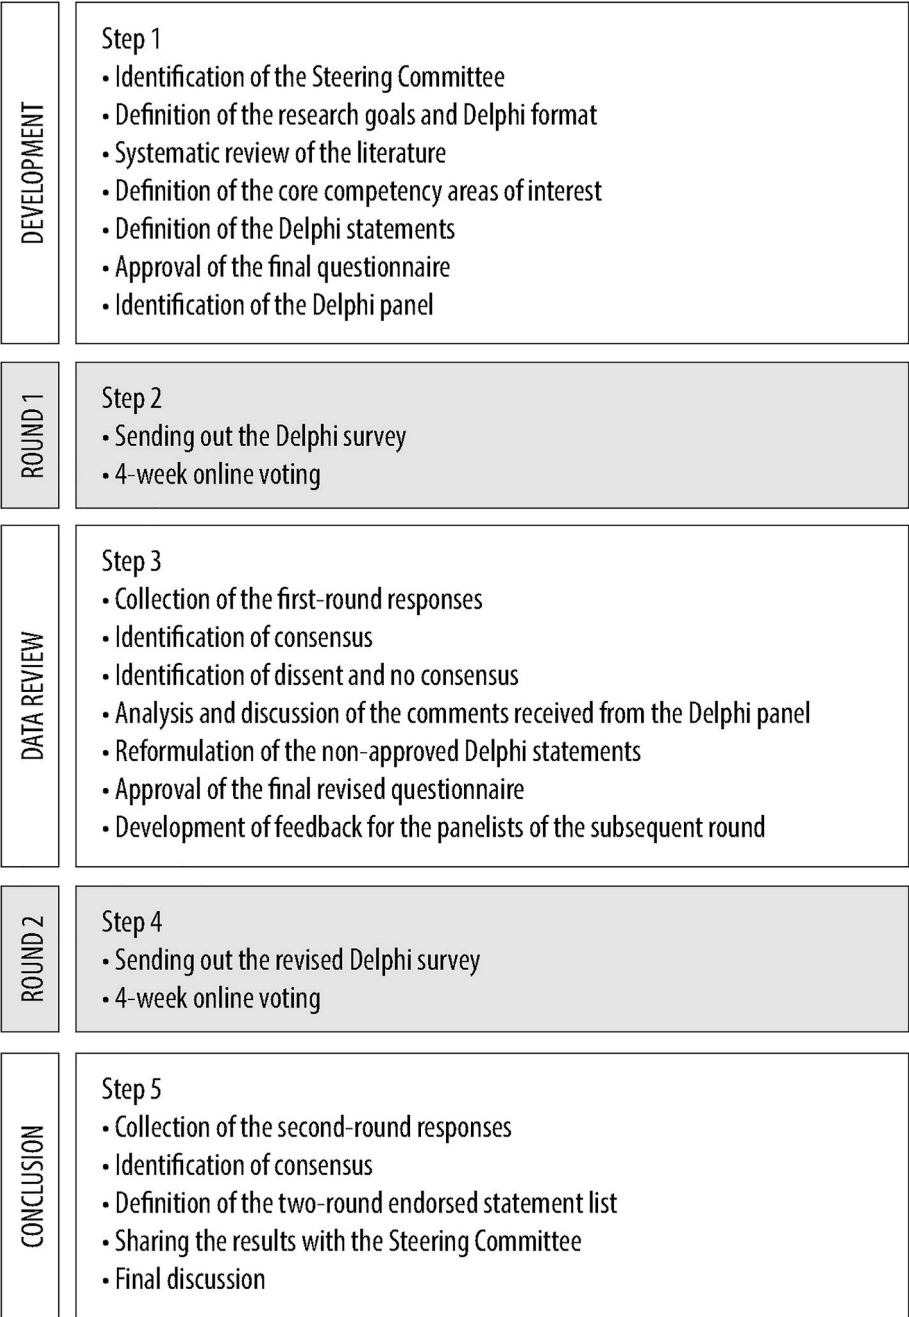 DEVELOPMENT
Step 1
• Identification of the Steering Committee
• Definition of the research goals and Delphi format
• Systematic review of the literature
• Definition of the core competency areas of interest
• Definition of the Delphi statements
• Approval of the final questionnaire
• Identification of the Delphi panel
ROUND 1
Step 2
• Sending out the Delphi survey
• 4-week online voting
DATA REVIEW
Step 3
• Collection of the first-round responses
• Identification of consensus
• Identification of dissent and no consensus
• Analysis and discussion of the comments received from the Delphi panel
• Reformulation of the non-approved Delphi statements
• Approval of the final revised questionnaire
• Development of feedback for the panelists of the subsequent round
ROUND 2
Step 4
• Sending out the revised Delphi survey
• 4-week online voting
CONCLUSION
Step 5
• Collection of the second-round responses
• Identification of consensus
• Definition of the two-round endorsed statement list
• Sharing the results with the Steering Committee
• Final discussion